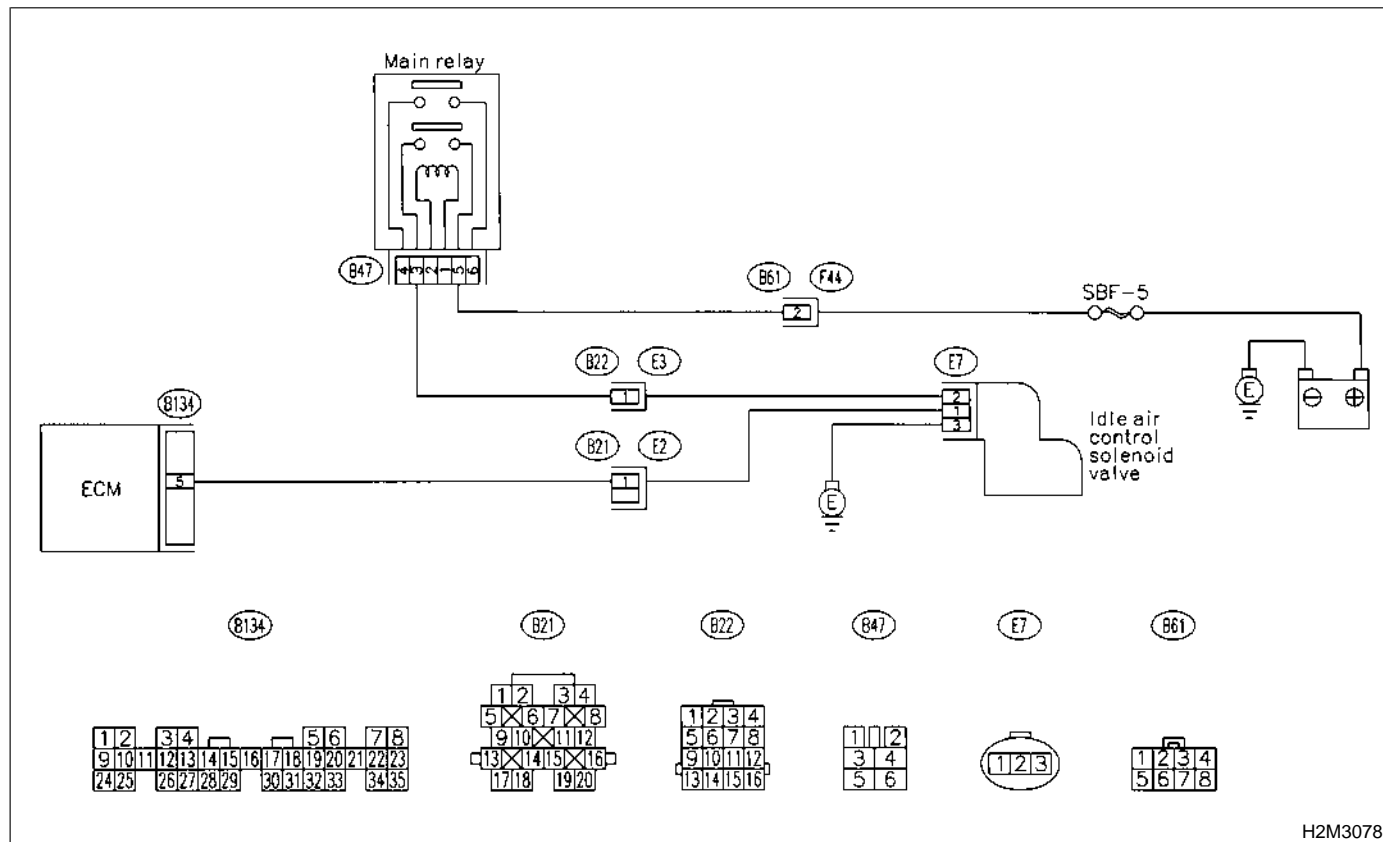 Main relay
B47
4 3 2 1 5 6
B61 F44
2
SBF-5
B22 E3
1
E7
2
1
3
E
⊖ ⊕
Idle air
control
solenoid
valve
B134
ECM
5
B21 E2
1
E
B134
1 2 3 4 5 6 7 8
9 10 11 12 13 14 15 16 17 18 19 20 21 22 23
24 25 26 27 28 29 30 31 32 33 34 35
B21
1 2 3 4
5 6 7 8
9 10 11 12
13 14 15 16
17 18 19 20
B22
1 2 3 4
5 6 7 8
9 10 11 12
13 14 15 16
B47
1 2
3 4
5 6
E7
1 2 3
B61
1 2 3 4
5 6 7 8
H2M3078